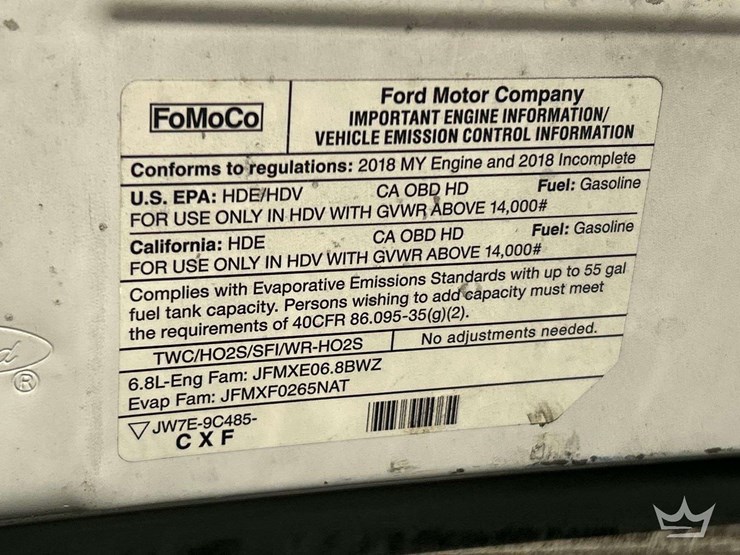 FoMoCo
Ford Motor Company
IMPORTANT ENGINE INFORMATION/
VEHICLE EMISSION CONTROL INFORMATION
Conforms to regulations: 2018 MY Engine and 2018 Incomplete
U.S. EPA: HDE/HDV CA OBD HD Fuel: Gasoline
FOR USE ONLY IN HDV WITH GVWR ABOVE 14,000#
California: HDE CA OBD HD Fuel: Gasoline
FOR USE ONLY IN HDV WITH GVWR ABOVE 14,000#
Complies with Evaporative Emissions Standards with up to 55 gal
fuel tank capacity. Persons wishing to add capacity must meet
the requirements of 40CFR 86.095-35(g)(2).
TWC/HO2S/SFI/WR-HO2S No adjustments needed.
6.8L-Eng Fam: JFMXE06.8BWZ
Evap Fam: JFMXF0265NAT
JW7E-9C485-
CXF
®